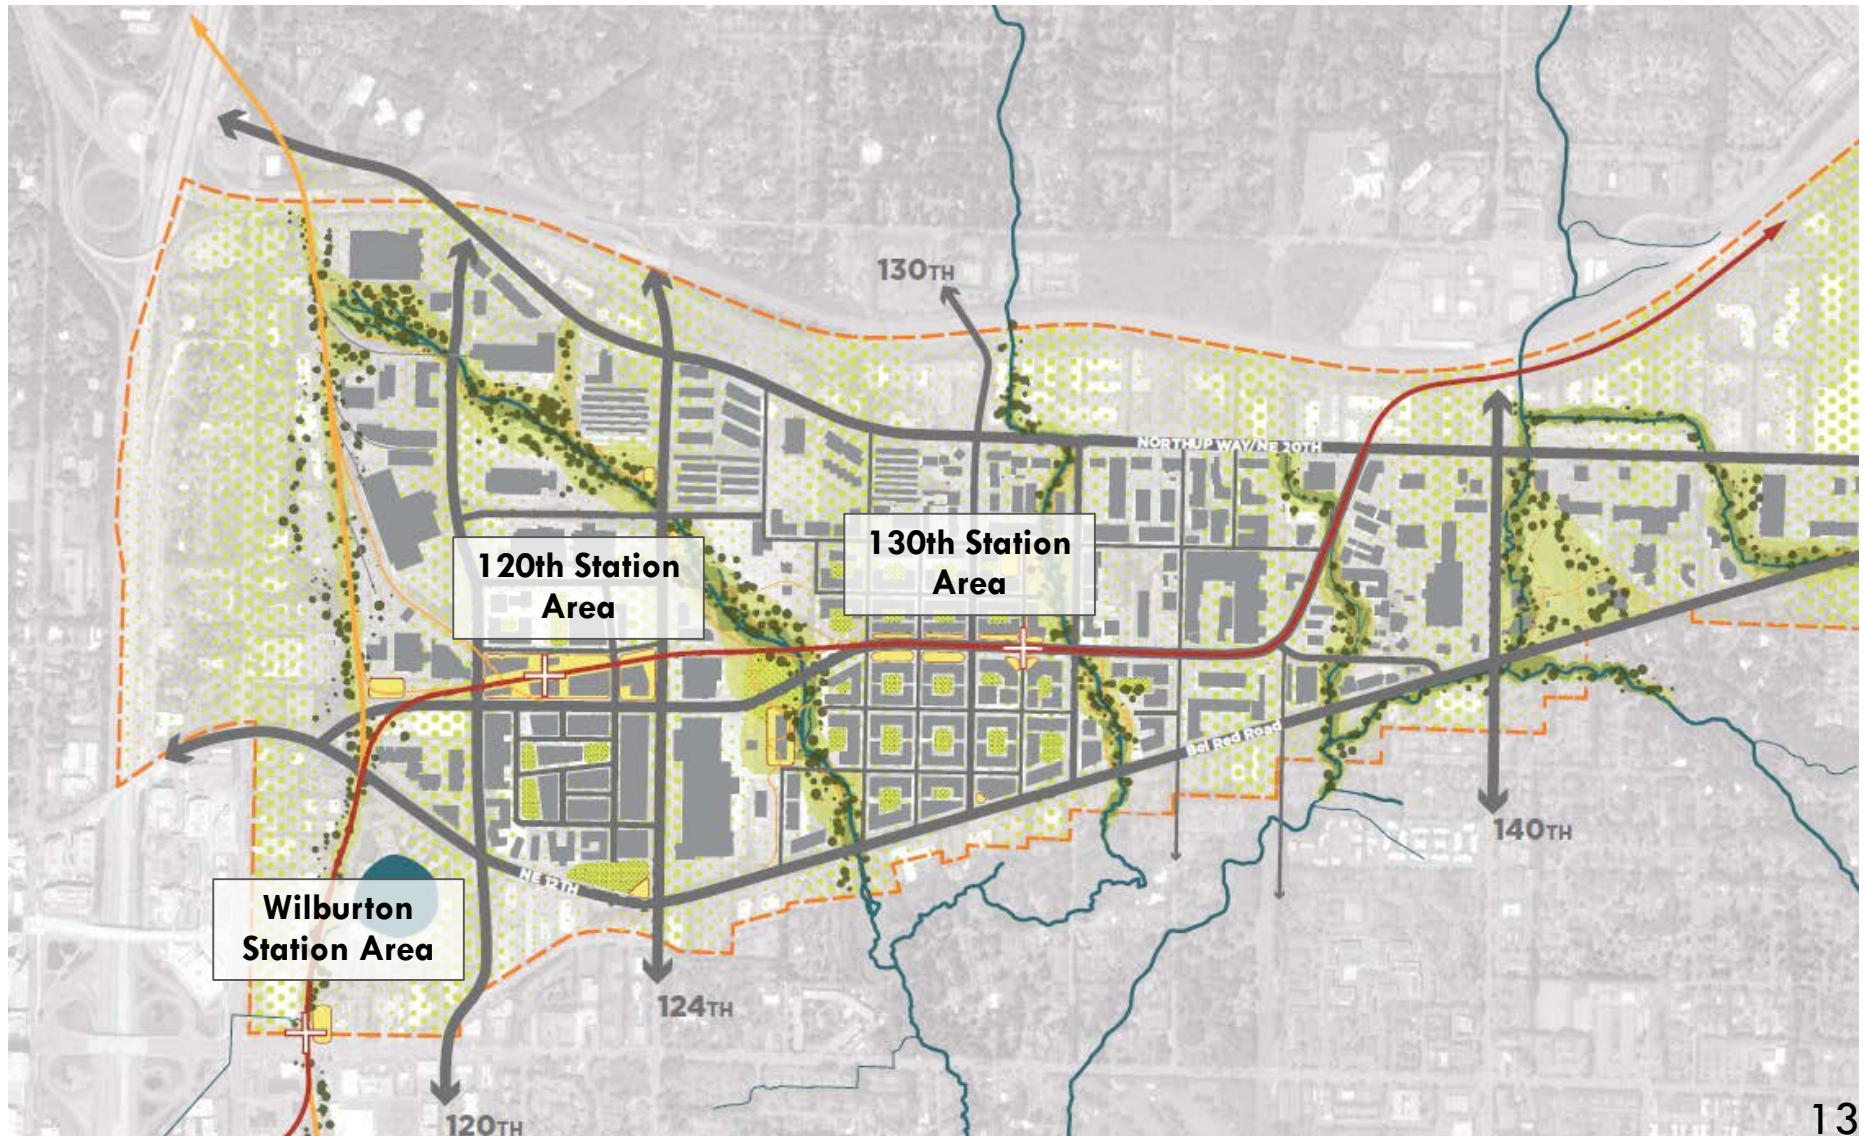 130TH
NORTHUP WAY/NE 20TH
130th Station
Area
120th Station
Area
Bel Red Road
140TH
NE 12TH
Wilburton
Station Area
124TH
120TH
13